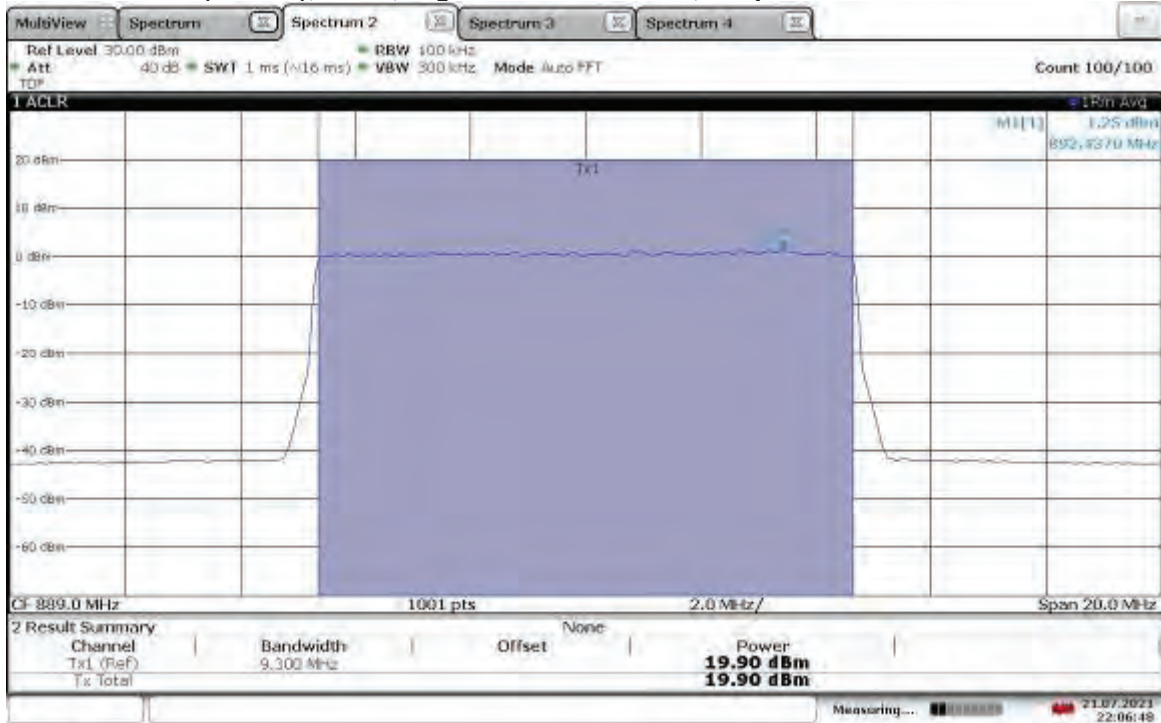 MultiView Spectrum Spectrum 2 Spectrum 3 Spectrum 4
Ref Level 30.00 dBm RBW 100 kHz
Att 40 dB SWT 1 ms (~16 ms) VBW 300 kHz Mode Auto FFT Count 100/100
TDF
1 ACLR 1Rm Avg
M1[1] 1.25 dBm
892.4370 MHz
20 dBm
Tx1
10 dBm
0 dBm
-10 dBm
-20 dBm
-30 dBm
-40 dBm
-50 dBm
-60 dBm
CF 889.0 MHz 1001 pts 2.0 MHz/ Span 20.0 MHz
2 Result Summary None
Channel Bandwidth Offset Power
Tx1 (Ref) 9.300 MHz 19.90 dBm
Tx Total 19.90 dBm
Measuring... 21.07.2021
22:06:48